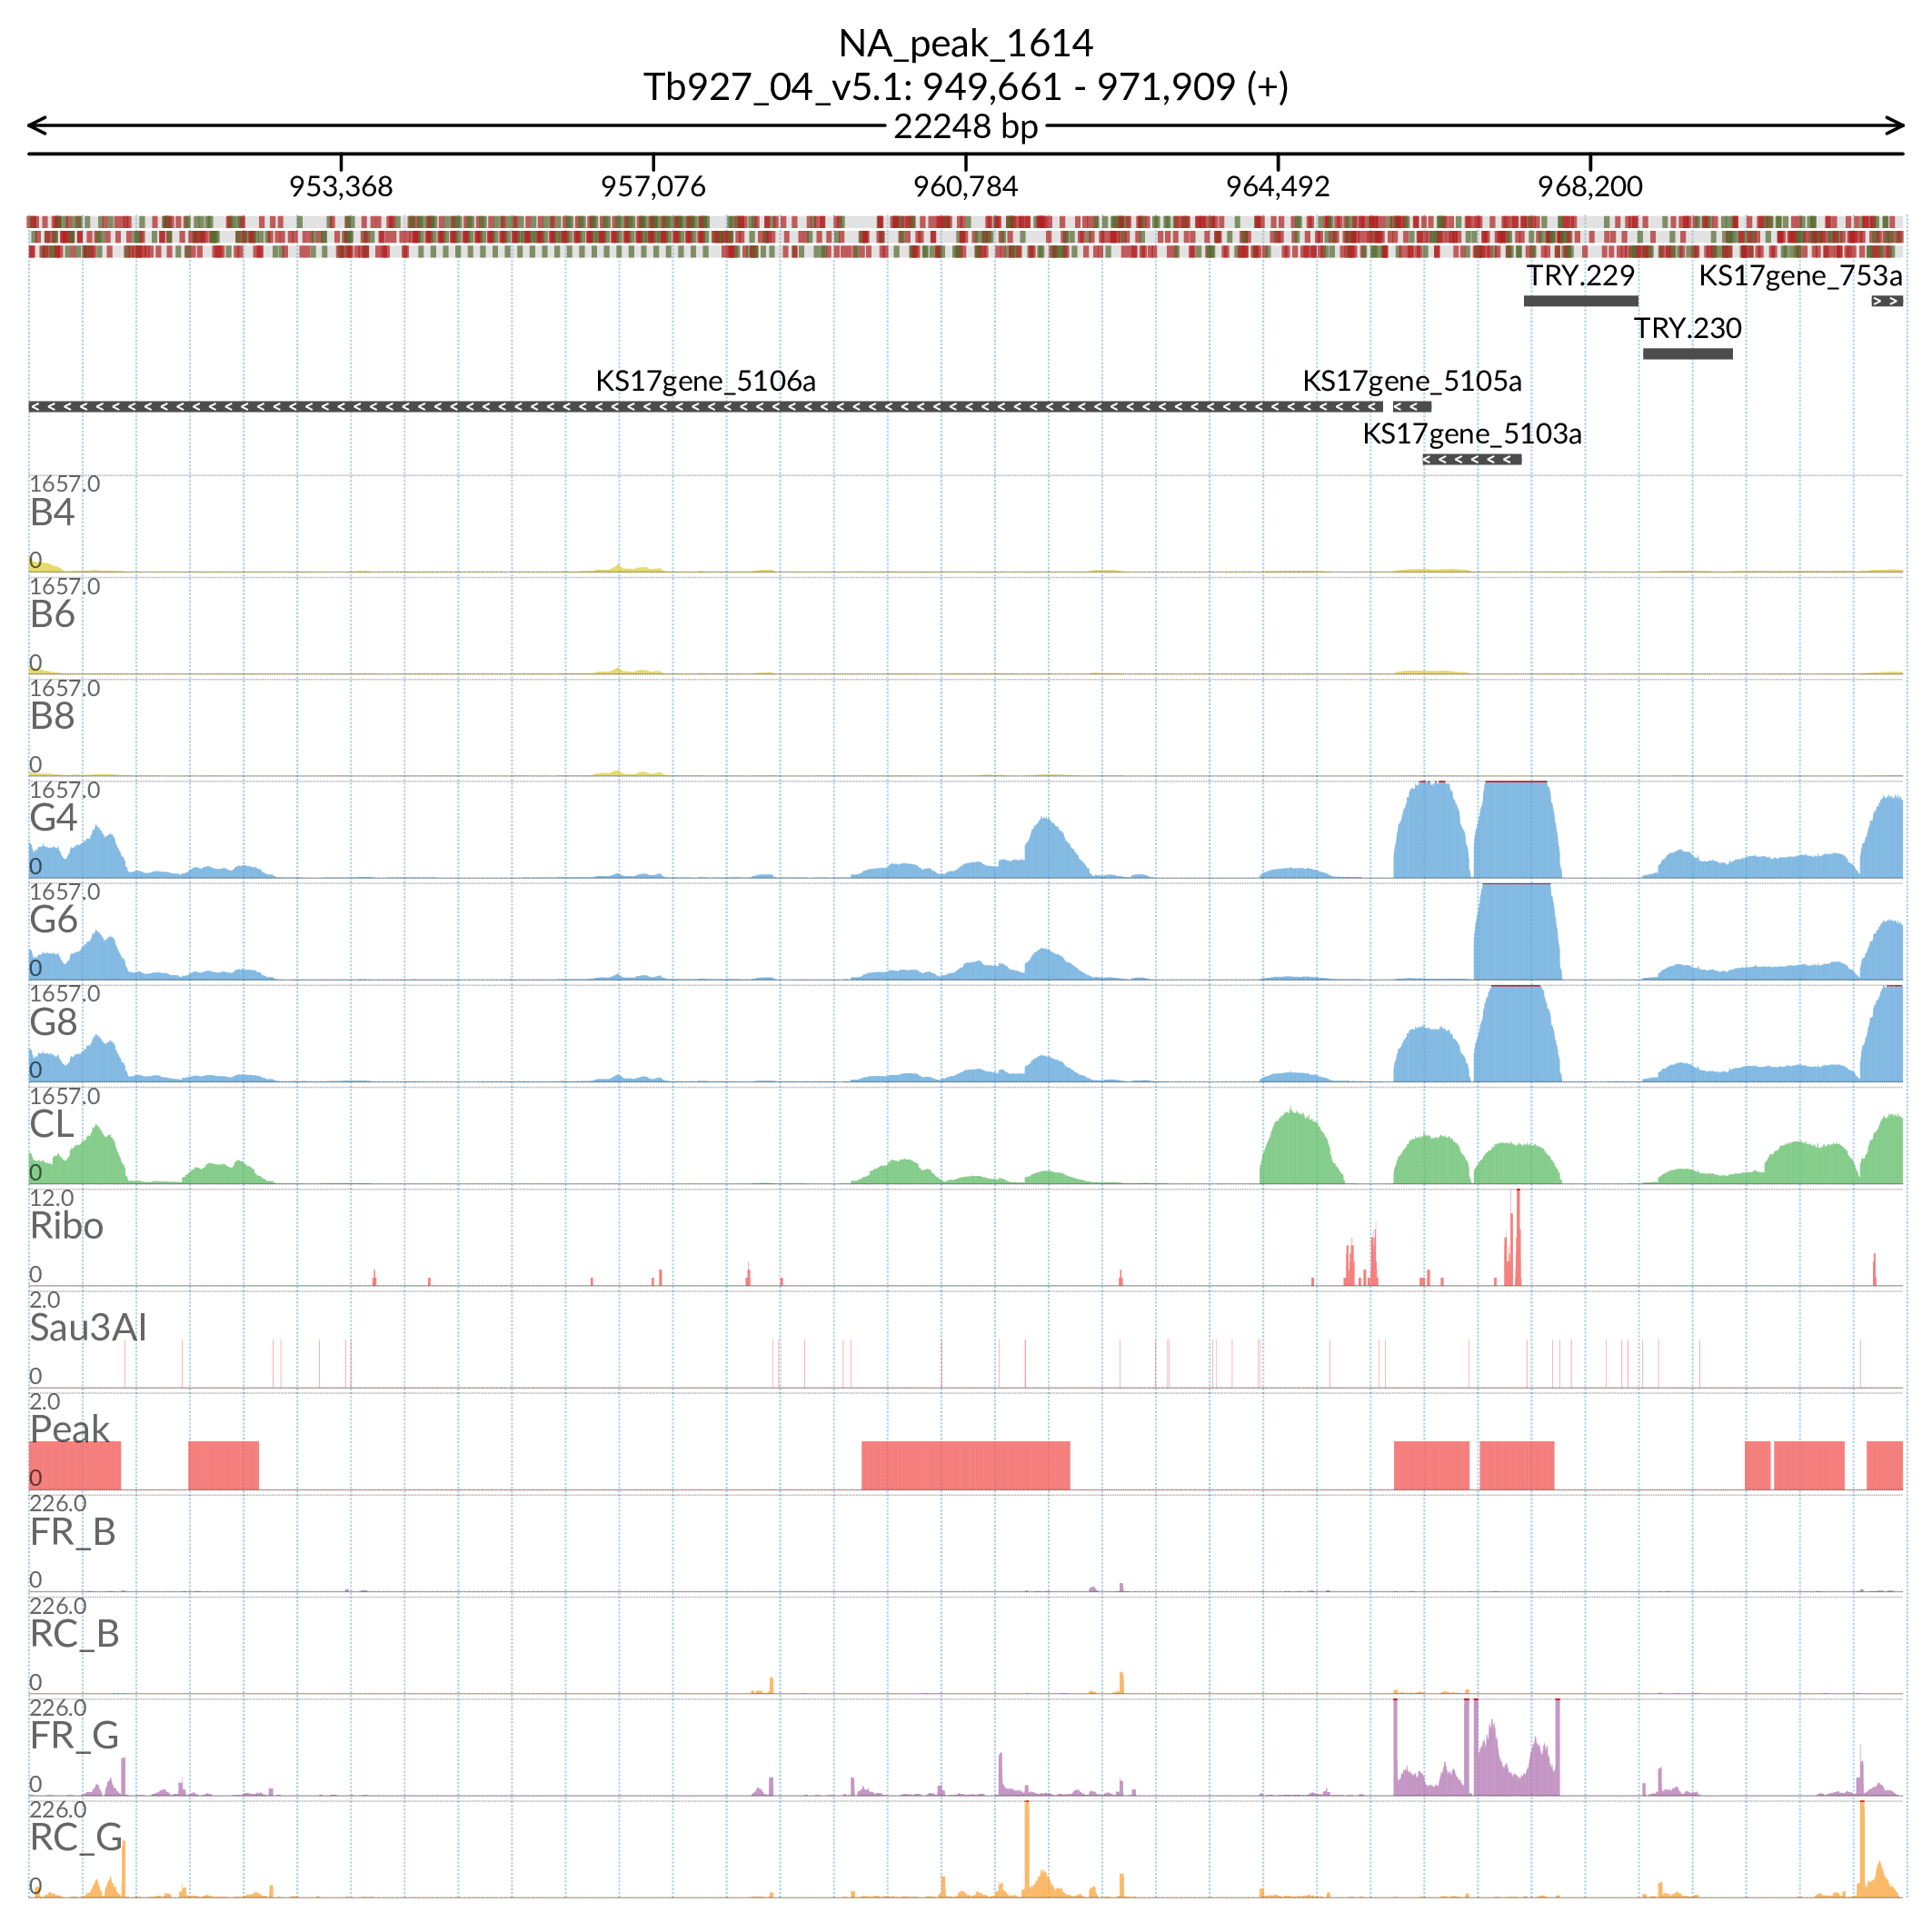 NA_peak_1614
Tb927_04_v5.1: 949,661 - 971,909 (+)
22248 bp
953,368 957,076 960,784 964,492 968,200
TRY.229 KS17gene_753a
TRY.230
KS17gene_5106a KS17gene_5105a
KS17gene_5103a
1657.0
B4
0
1657.0
B6
0
1657.0
B8
0
1657.0
G4
0
1657.0
G6
0
1657.0
G8
0
1657.0
CL
0
12.0
Ribo
0
2.0
Sau3AI
0
2.0
Peak
0
226.0
FR_B
0
226.0
RC_B
0
226.0
FR_G
0
226.0
RC_G
0